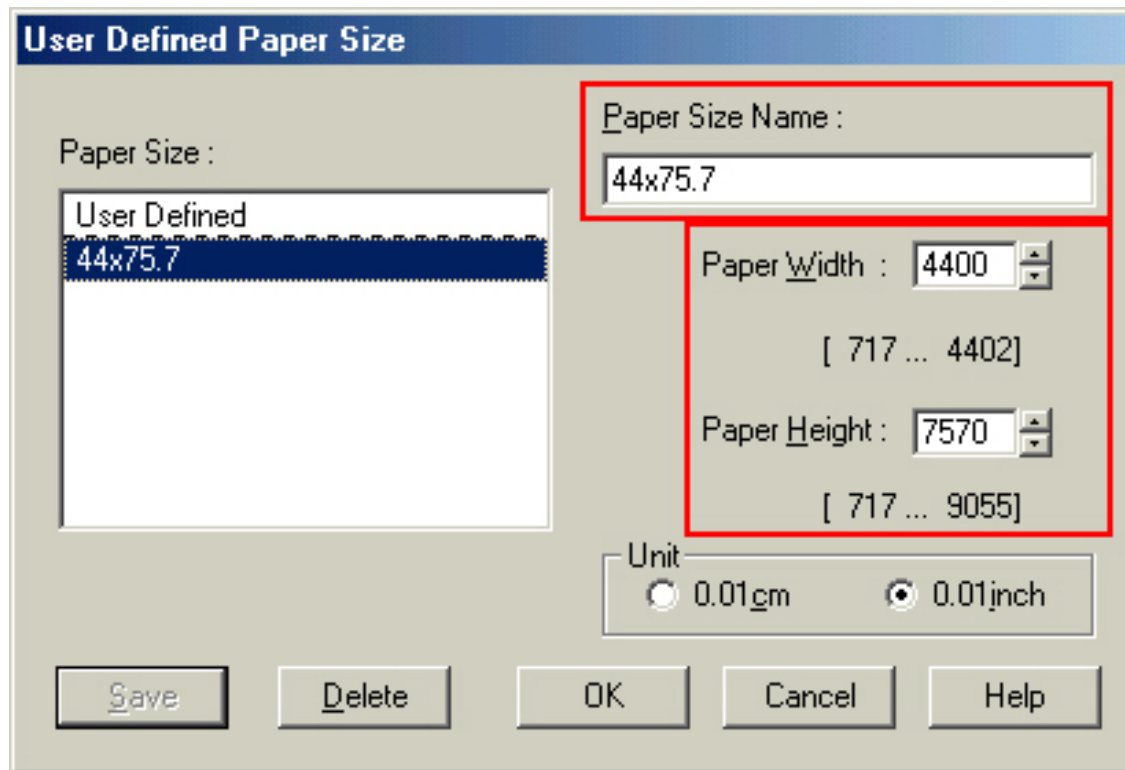 User Defined Paper Size
Paper Size :
User Defined
44x75.7
Paper Size Name :
44x75.7
Paper Width : 4400
[ 717 ... 4402]
Paper Height : 7570
[ 717 ... 9055]
Unit
0.01cm 0.01inch
Save Delete OK Cancel Help